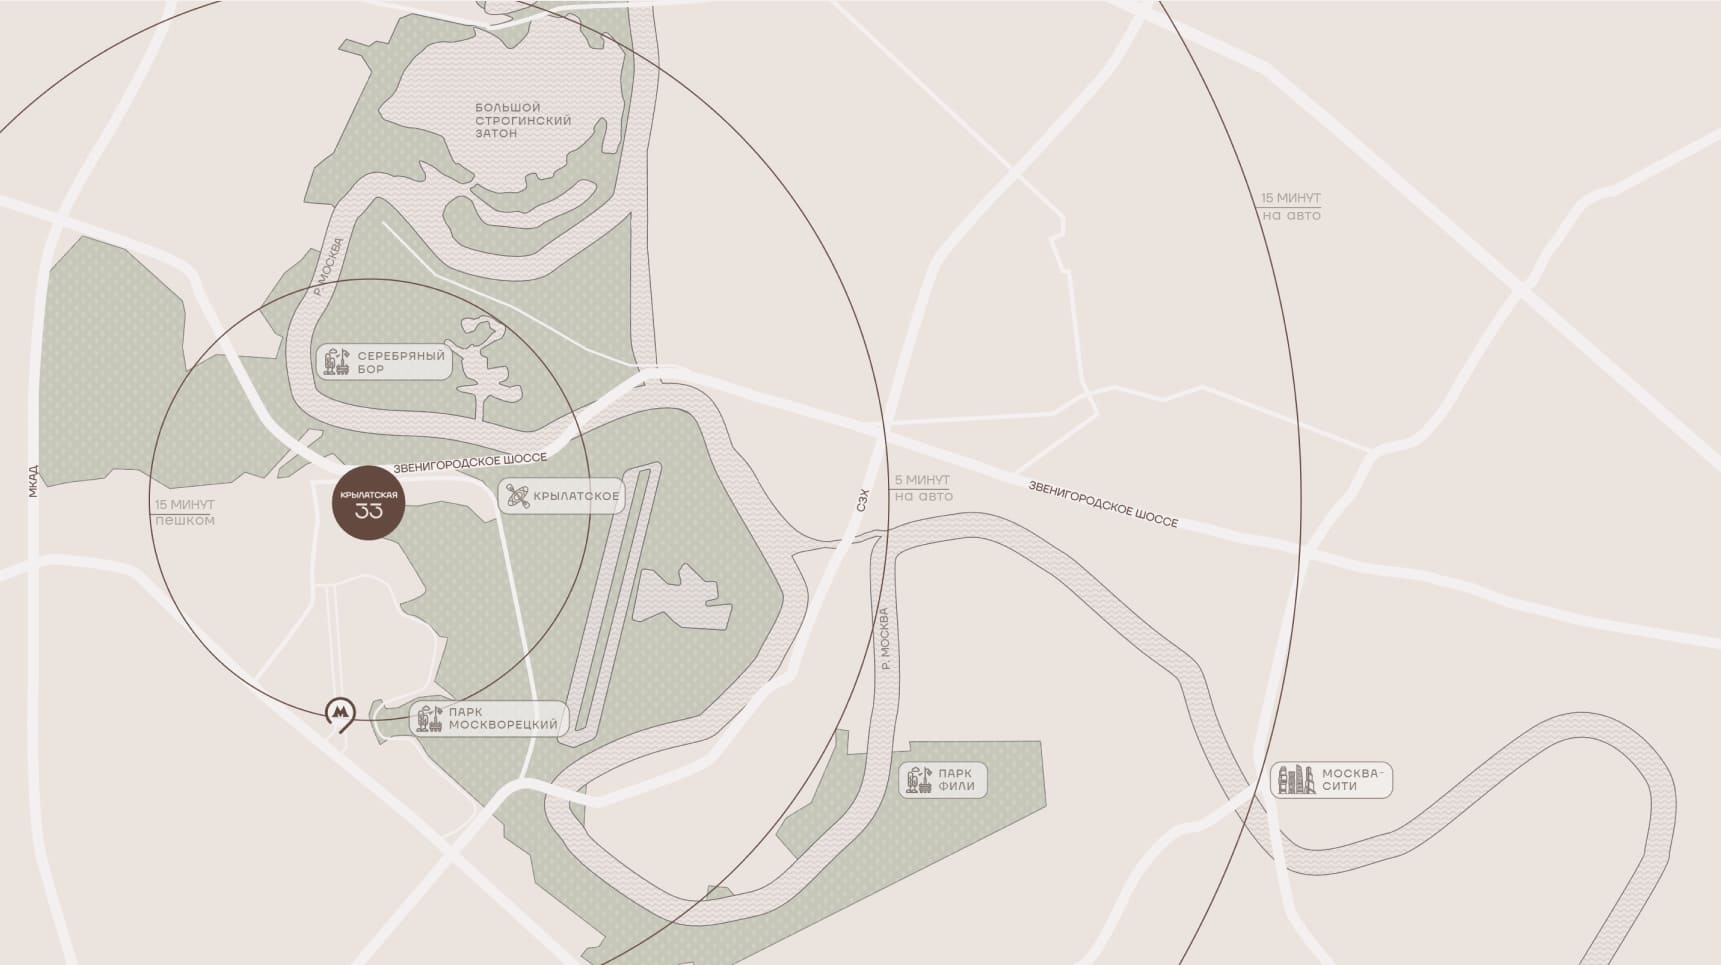 БОЛЬШОЙ
СТРОГИНСКИЙ
ЗАТОН
15 МИНУТ
на авто
Р. МОСКВА
СЕРЕБРЯНЫЙ
БОР
ЗВЕНИГОРОДСКОЕ ШОССЕ
МКАД
КРЫЛАТСКАЯ
33
КРЫЛАТСКОЕ
5 МИНУТ
на авто
СЗХ
ЗВЕНИГОРОДСКОЕ ШОССЕ
15 МИНУТ
пешком
Р. МОСКВА
ПАРК
МОСКВОРЕЦКИЙ
ПАРК
ФИЛИ
МОСКВА-
СИТИ